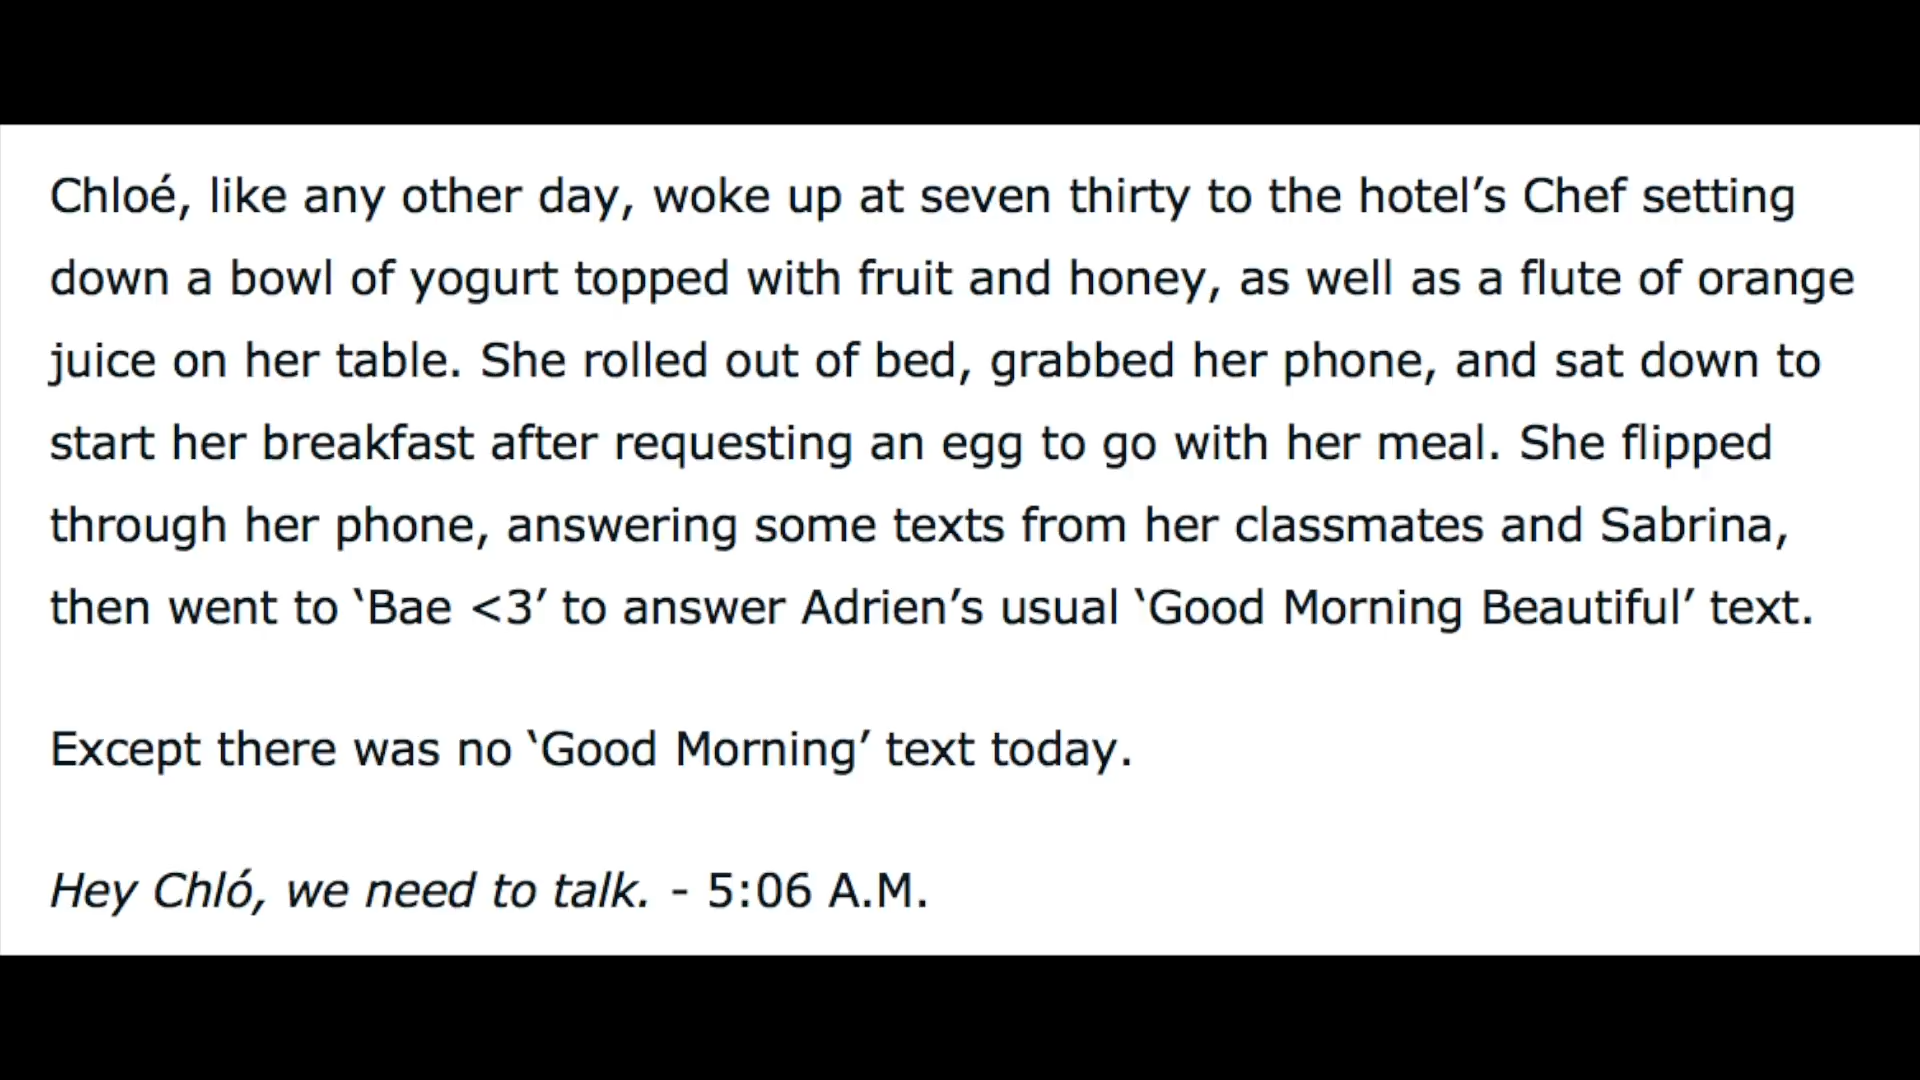 Chloé, like any other day, woke up at seven thirty to the hotel’s Chef setting
down a bowl of yogurt topped with fruit and honey, as well as a flute of orange
juice on her table. She rolled out of bed, grabbed her phone, and sat down to
start her breakfast after requesting an egg to go with her meal. She flipped
through her phone, answering some texts from her classmates and Sabrina,
then went to ‘Bae <3’ to answer Adrien’s usual ‘Good Morning Beautiful’ text.
Except there was no ‘Good Morning’ text today.
Hey Chló, we need to talk. - 5:06 A.M.